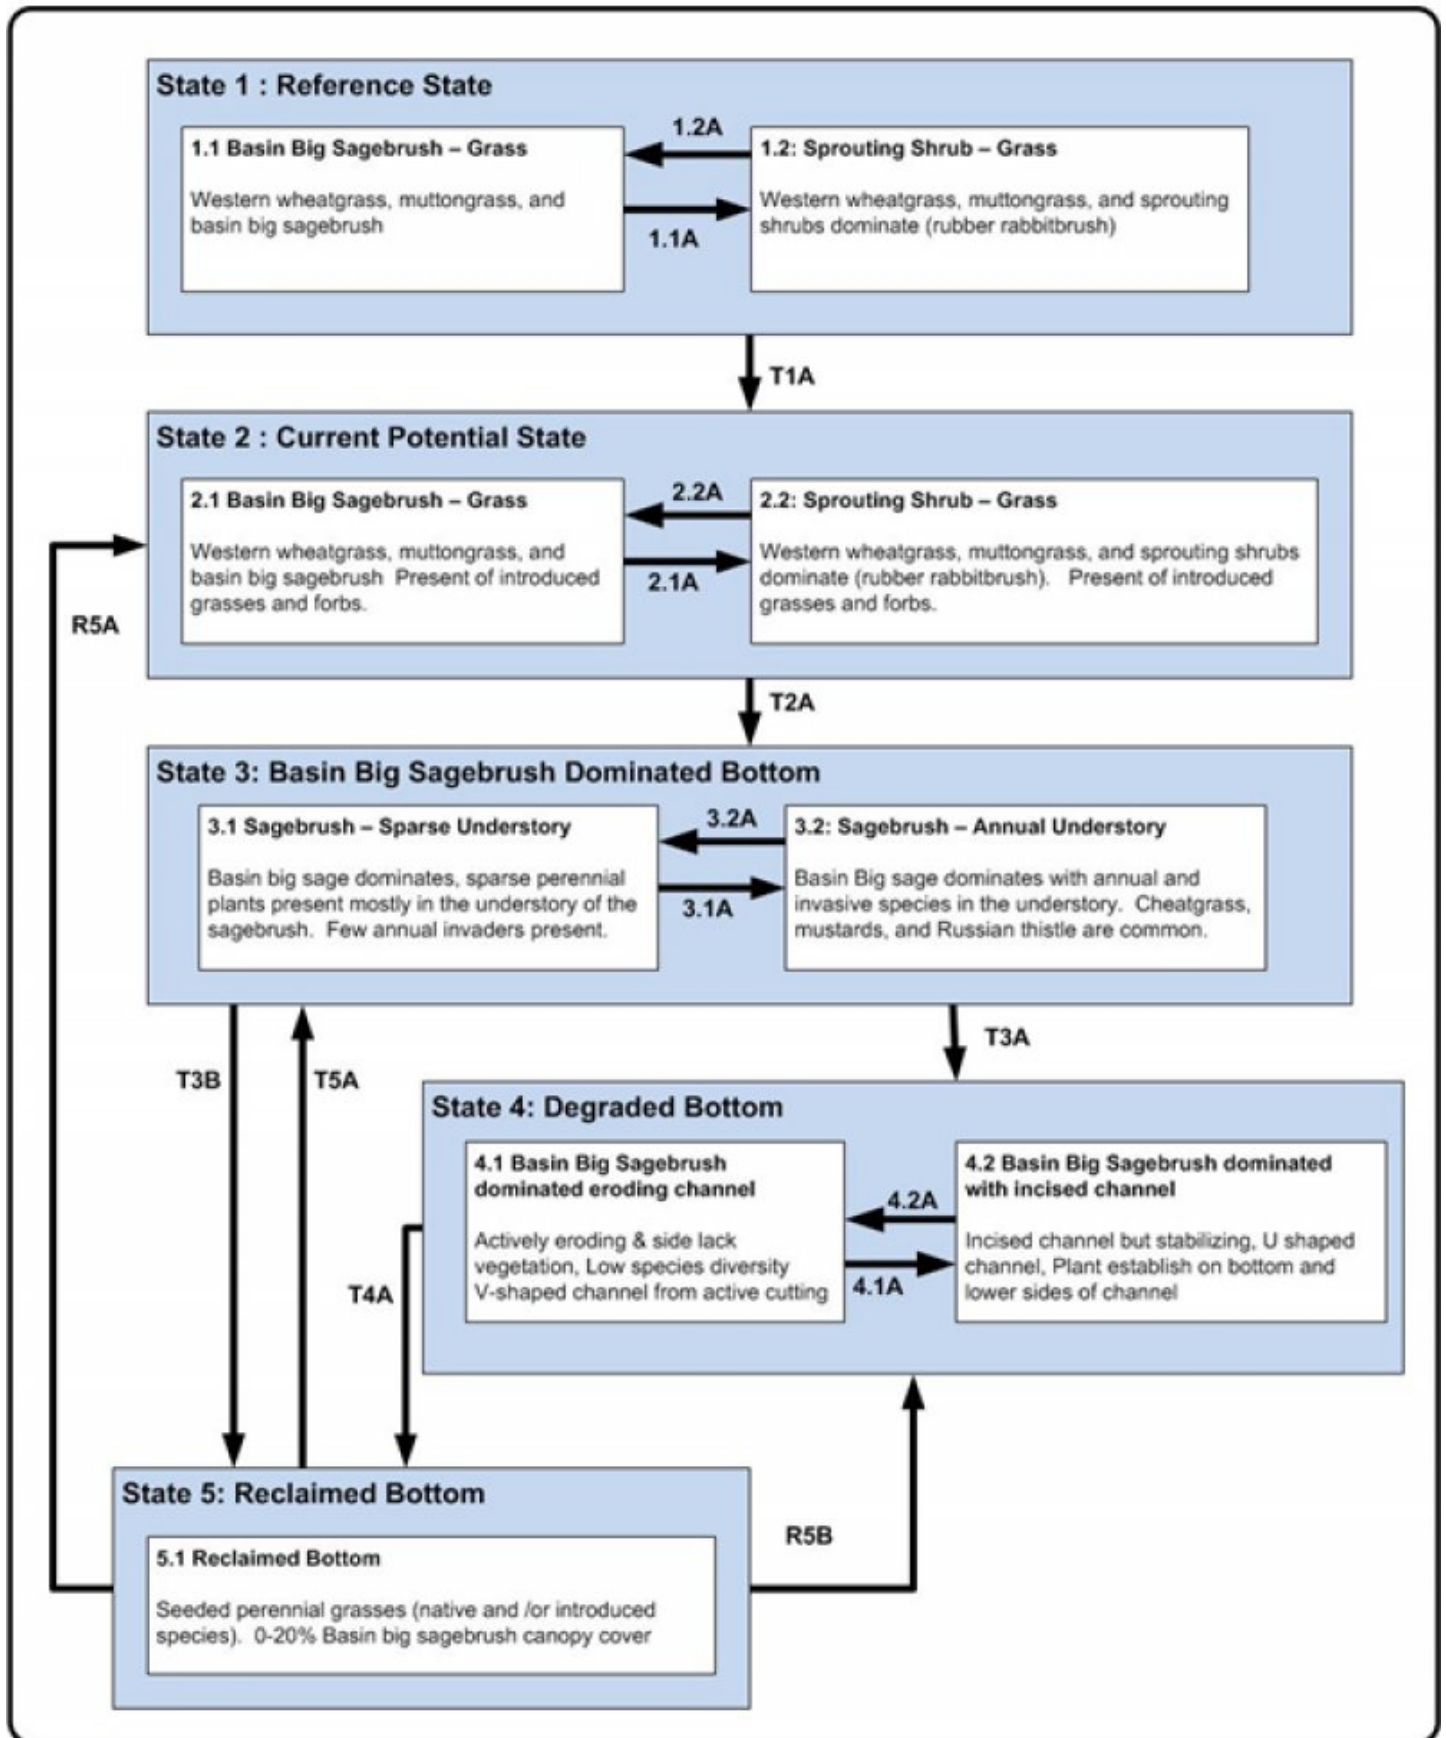 State 1 : Reference State
1.1 Basin Big Sagebrush – Grass
Western wheatgrass, muttongrass, and
basin big sagebrush
1.2A
1.1A
1.2: Sprouting Shrub – Grass
Western wheatgrass, muttongrass, and sprouting
shrubs dominate (rubber rabbitbrush)
T1A
State 2 : Current Potential State
2.1 Basin Big Sagebrush – Grass
Western wheatgrass, muttongrass, and
basin big sagebrush Present of introduced
grasses and forbs.
2.2A
2.1A
2.2: Sprouting Shrub – Grass
Western wheatgrass, muttongrass, and sprouting shrubs
dominate (rubber rabbitbrush). Present of introduced
grasses and forbs.
R5A
T2A
State 3: Basin Big Sagebrush Dominated Bottom
3.1 Sagebrush – Sparse Understory
Basin big sage dominates, sparse perennial
plants present mostly in the understory of the
sagebrush. Few annual invaders present.
3.2A
3.1A
3.2: Sagebrush – Annual Understory
Basin Big sage dominates with annual and
invasive species in the understory. Cheatgrass,
mustards, and Russian thistle are common.
T3B
T5A
T3A
State 4: Degraded Bottom
4.1 Basin Big Sagebrush
dominated eroding channel
Actively eroding & side lack
vegetation, Low species diversity
V-shaped channel from active cutting
4.2A
4.1A
4.2 Basin Big Sagebrush dominated
with incised channel
Incised channel but stabilizing, U shaped
channel, Plant establish on bottom and
lower sides of channel
T4A
State 5: Reclaimed Bottom
5.1 Reclaimed Bottom
Seeded perennial grasses (native and /or introduced
species). 0-20% Basin big sagebrush canopy cover
R5B